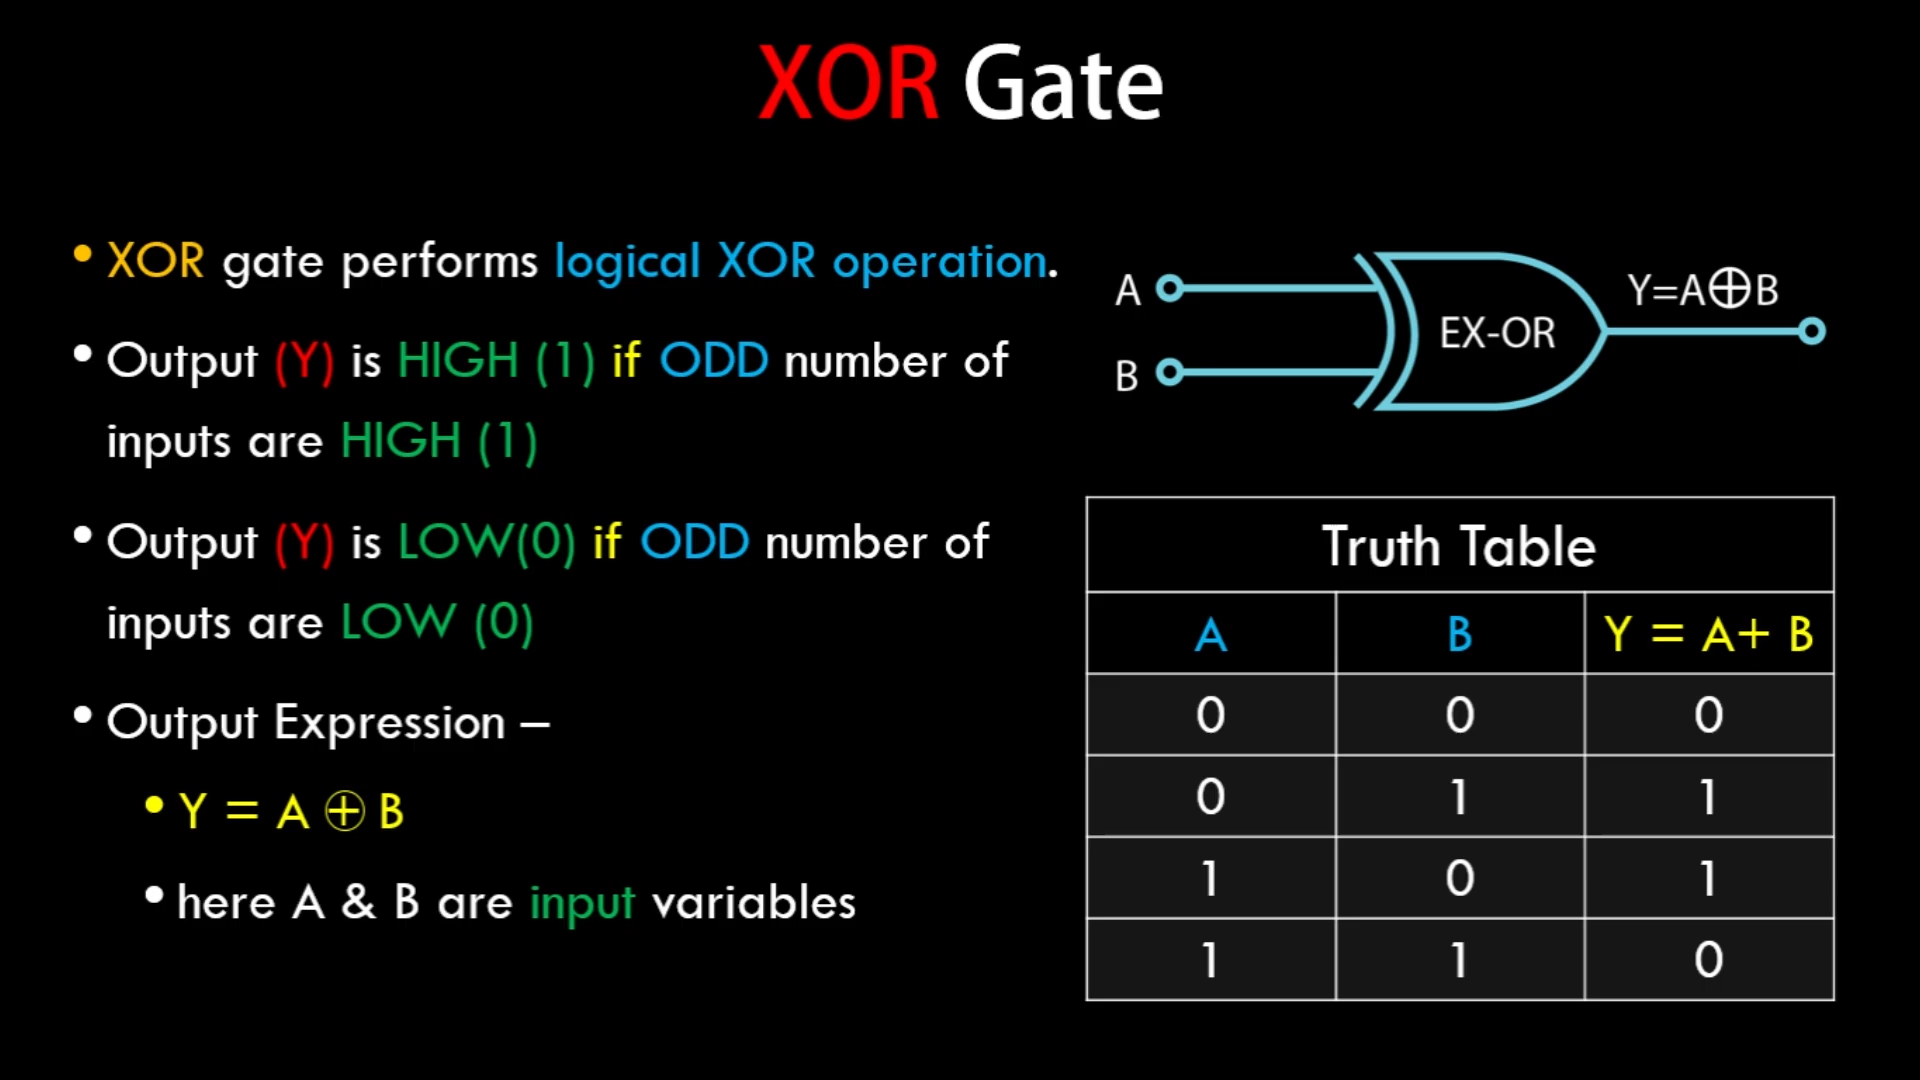 XOR Gate
• XOR gate performs logical XOR operation.
• Output (Y) is HIGH (1) if ODD number of
inputs are HIGH (1)
• Output (Y) is LOW(0) if ODD number of
inputs are LOW (0)
• Output Expression –
• Y = A ⊕ B
• here A & B are input variables
A
B
EX-OR
Y=A⊕B
Truth Table
A B Y = A+ B
0 0 0
0 1 1
1 0 1
1 1 0